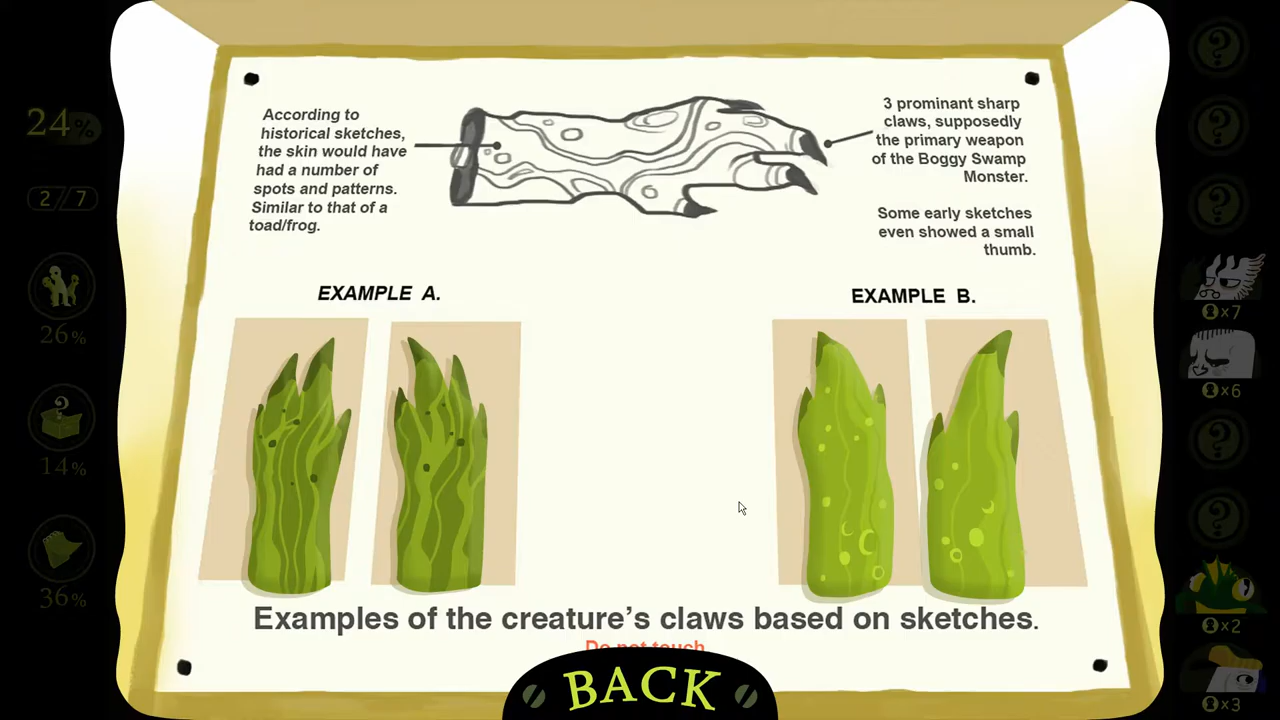 According to
historical sketches,
the skin would have
had a number of
spots and patterns.
Similar to that of a
toad/frog.
3 prominant sharp
claws, supposedly
the primary weapon
of the Boggy Swamp
Monster.
Some early sketches
even showed a small
thumb.
EXAMPLE A.
EXAMPLE B.
Examples of the creature's claws based on sketches.
Do not touch
BACK
24%
2/7
26%
?
14%
36%
?
?
?
x7
x6
?
?
x2
x3